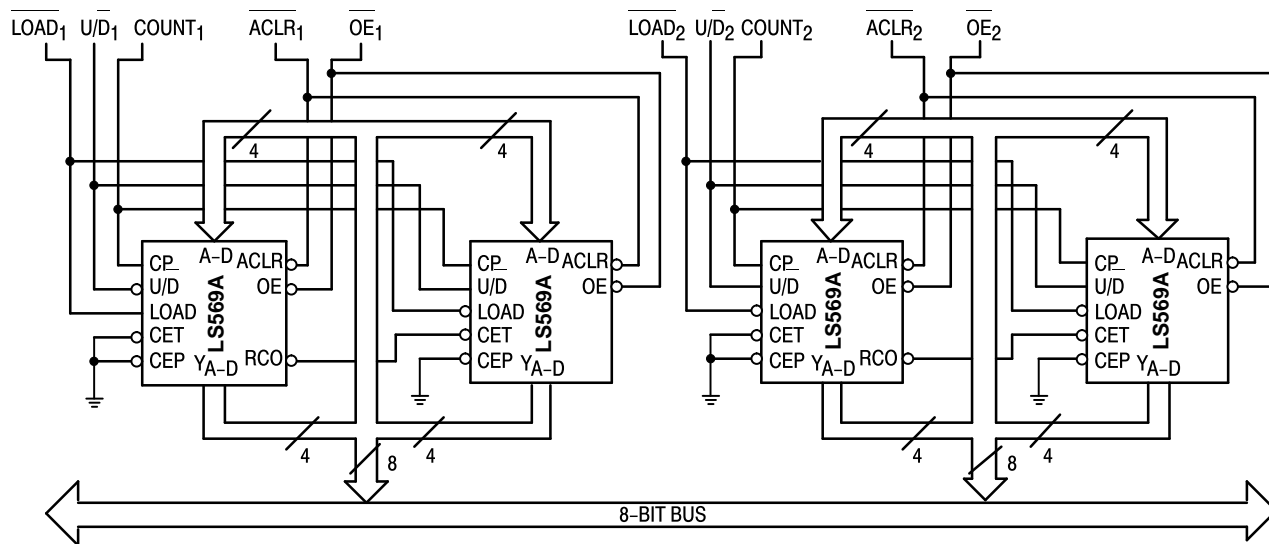 LOAD1 U/D1 COUNT1 ACLR1 OE1 LOAD2 U/D2 COUNT2 ACLR2 OE2
4 4 4 4
A–D A–D A–D A–D
CP ACLR CP ACLR CP ACLR CP ACLR
U/D OE U/D OE U/D OE U/D OE
LOAD LOAD LOAD LOAD
LS569A LS569A LS569A LS569A
CET CET CET CET
CEP YA–D RCO CEP YA–D CEP YA–D RCO CEP YA–D
4 8 4 4 8 4
8–BIT BUS